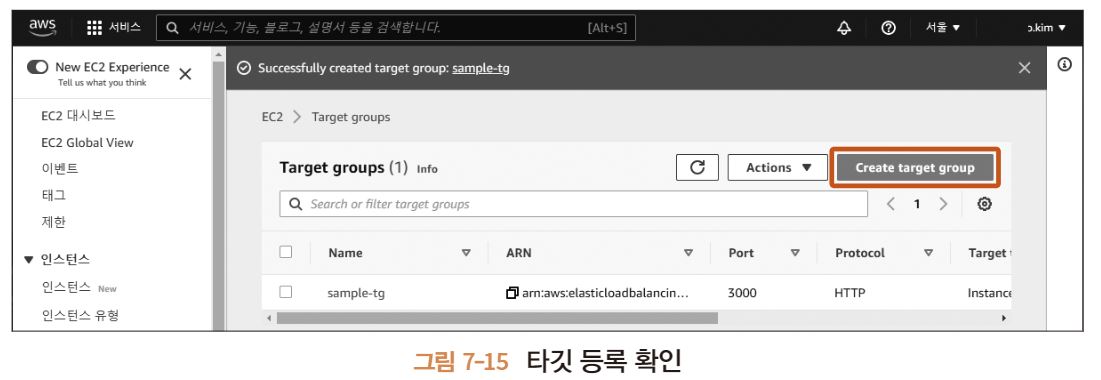 aws 서비스 서비스, 기능, 블로그, 설명서 등을 검색합니다. [Alt+S] 서울 ▼ o.kim ▼
New EC2 Experience
Tell us what you think
Successfully created target group: sample-tg
EC2 대시보드
EC2 Global View
이벤트
태그
제한
▼ 인스턴스
인스턴스 New
인스턴스 유형
EC2 > Target groups
Target groups (1) Info
Actions ▼
Create target group
Search or filter target groups
1
Name ARN Port Protocol Target
sample-tg arn:aws:elasticloadbalancin... 3000 HTTP Instance
그림 7-15 타깃 등록 확인